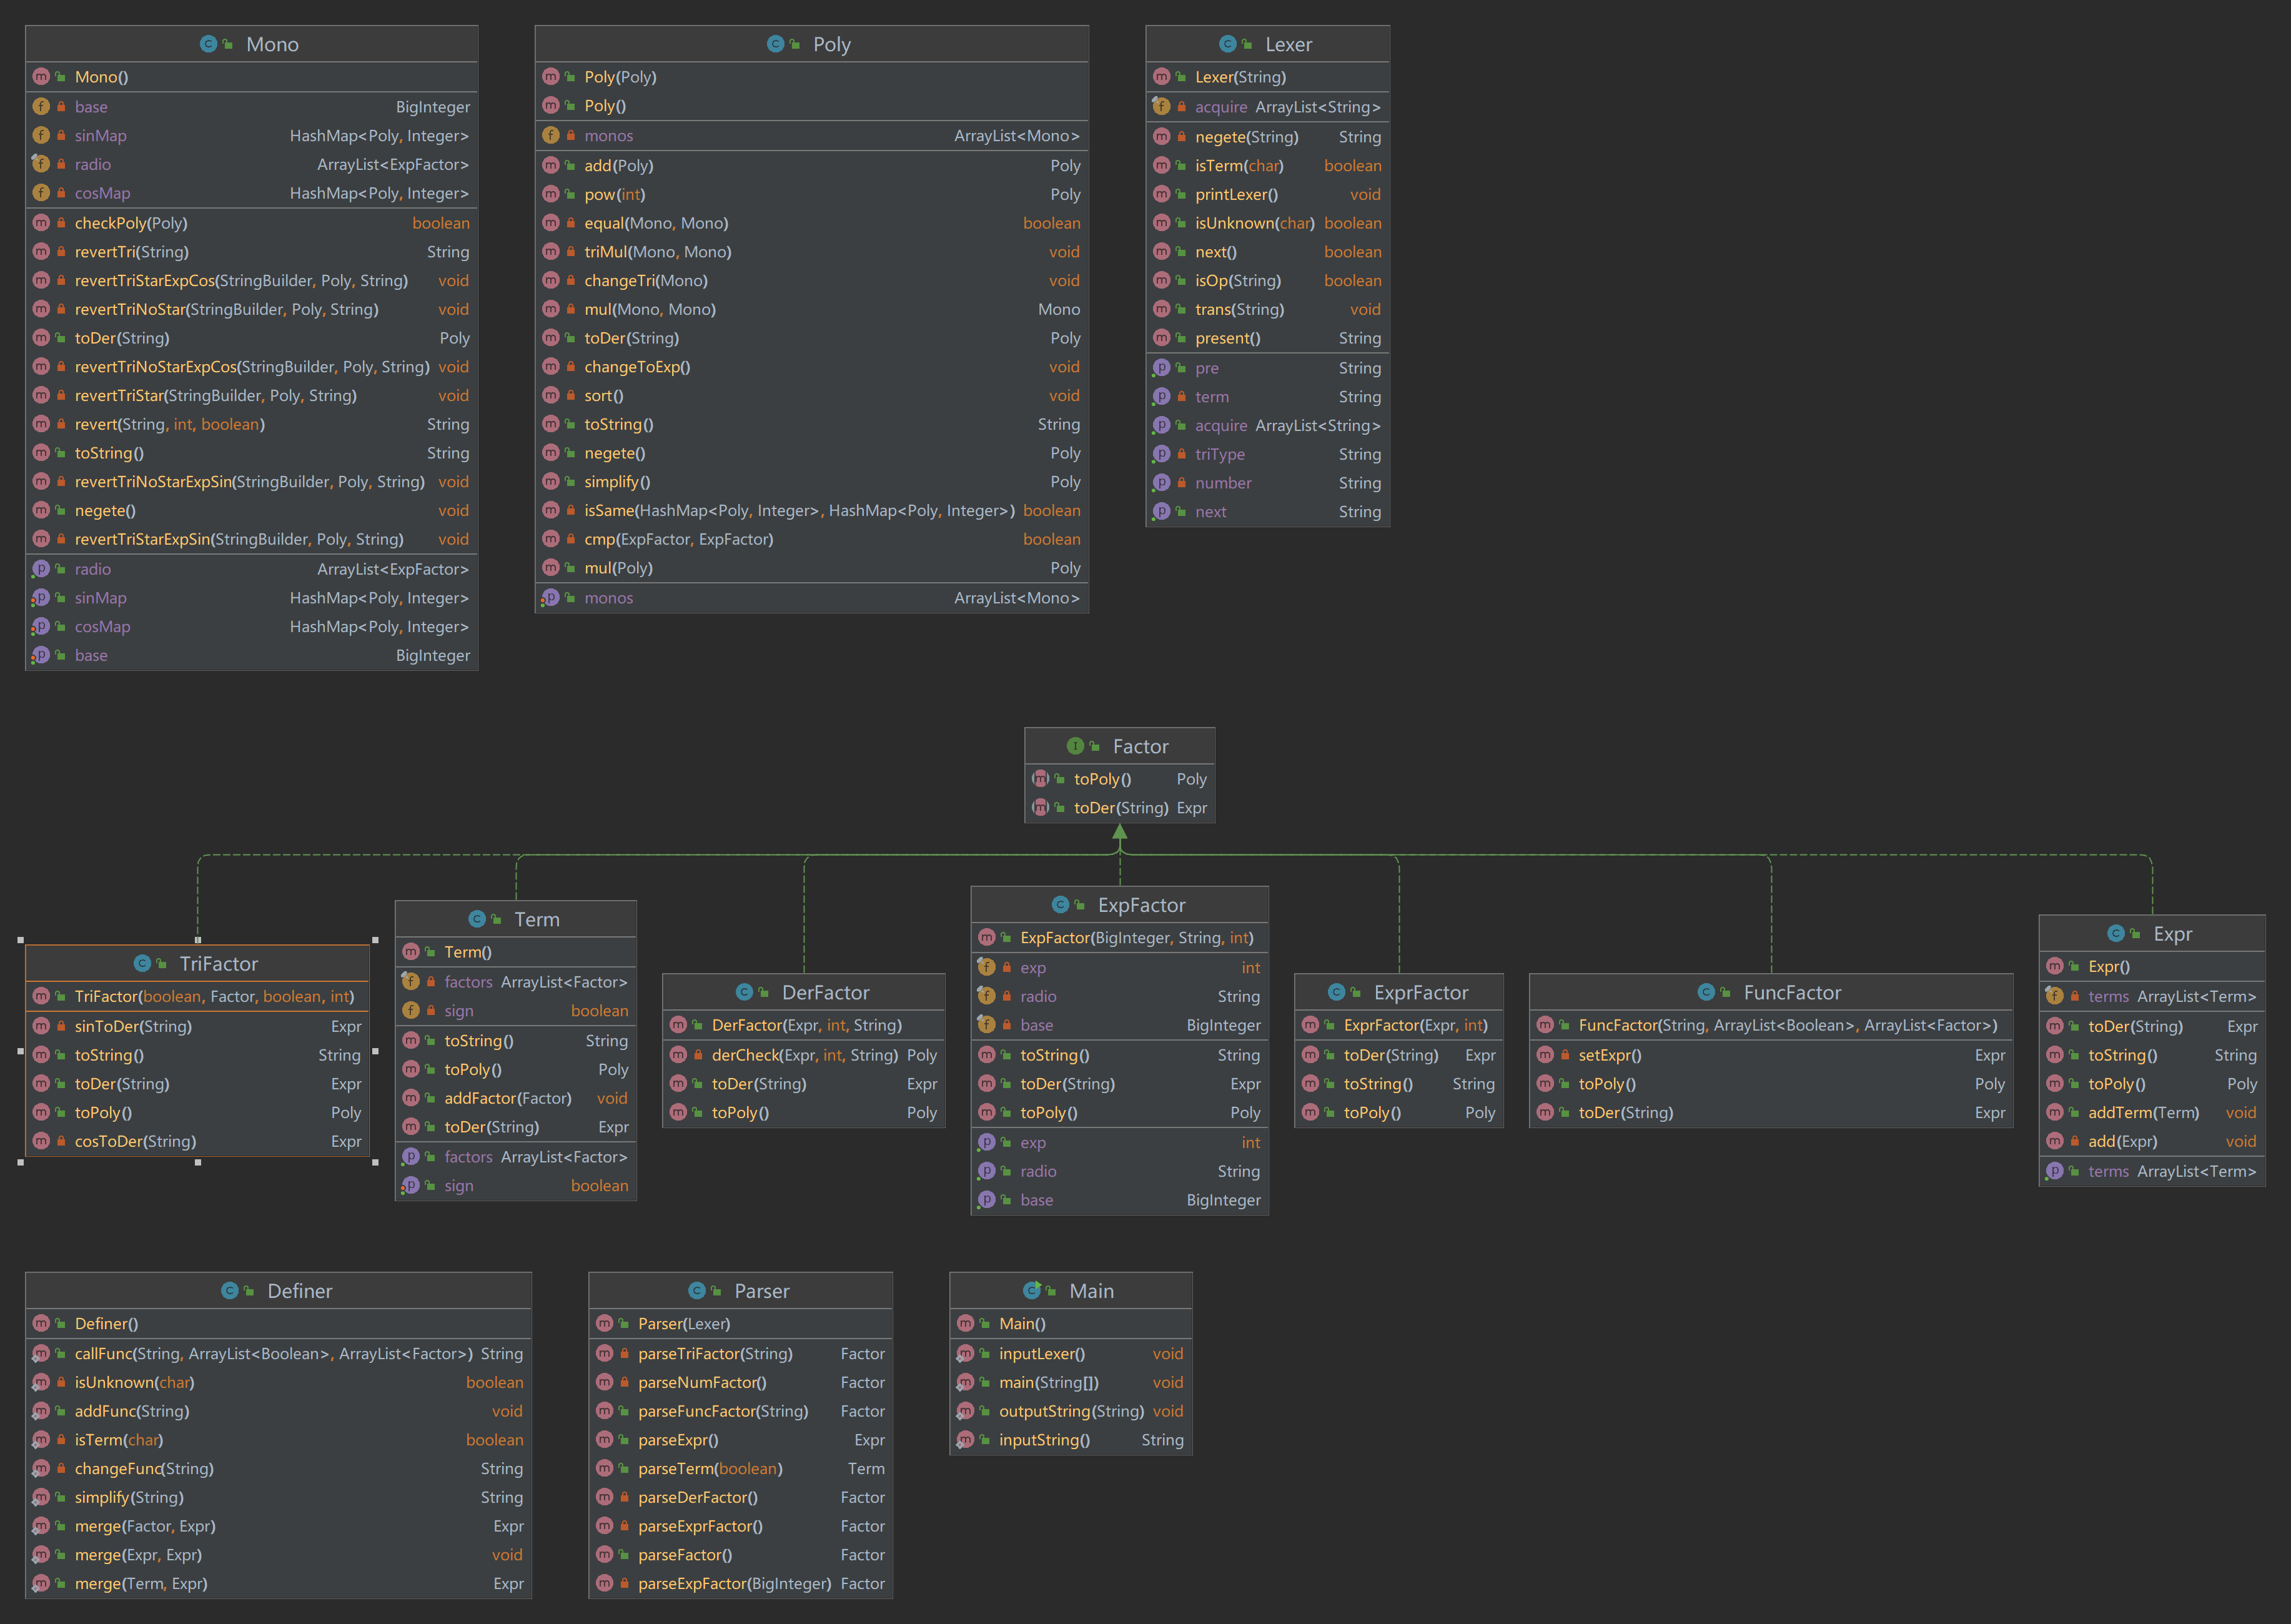 Mono
Mono()
base BigInteger
sinMap HashMap<Poly, Integer>
radio ArrayList<ExpFactor>
cosMap HashMap<Poly, Integer>
checkPoly(Poly) boolean
revertTri(String) String
revertTriStarExpCos(StringBuilder, Poly, String) void
revertTriNoStar(StringBuilder, Poly, String) void
toDer(String) Poly
revertTriNoStarExpCos(StringBuilder, Poly, String) void
revertTriStar(StringBuilder, Poly, String) void
revert(String, int, boolean) String
toString() String
revertTriNoStarExpSin(StringBuilder, Poly, String) void
negete() void
revertTriStarExpSin(StringBuilder, Poly, String) void
radio ArrayList<ExpFactor>
sinMap HashMap<Poly, Integer>
cosMap HashMap<Poly, Integer>
base BigInteger
Poly
Poly(Poly)
Poly()
monos ArrayList<Mono>
add(Poly) Poly
pow(int) Poly
equal(Mono, Mono) boolean
triMul(Mono, Mono) void
changeTri(Mono) void
mul(Mono, Mono) Mono
toDer(String) Poly
changeToExp() void
sort() void
toString() String
negete() Poly
simplify() Poly
isSame(HashMap<Poly, Integer>, HashMap<Poly, Integer>) boolean
cmp(ExpFactor, ExpFactor) boolean
mul(Poly) Poly
monos ArrayList<Mono>
Lexer
Lexer(String)
acquire ArrayList<String>
negete(String) String
isTerm(char) boolean
printLexer() void
isUnknown(char) boolean
next() boolean
isOp(String) boolean
trans(String) void
present() String
pre String
term String
acquire ArrayList<String>
triType String
number String
next String
Factor
toPoly() Poly
toDer(String) Expr
TriFactor
TriFactor(boolean, Factor, boolean, int)
sinToDer(String) Expr
toString() String
toDer(String) Expr
toPoly() Poly
cosToDer(String) Expr
Term
Term()
factors ArrayList<Factor>
sign boolean
toString() String
toPoly() Poly
addFactor(Factor) void
toDer(String) Expr
factors ArrayList<Factor>
sign boolean
DerFactor
DerFactor(Expr, int, String)
derCheck(Expr, int, String) Poly
toDer(String) Expr
toPoly() Poly
ExpFactor
ExpFactor(BigInteger, String, int)
exp int
radio String
base BigInteger
toString() String
toDer(String) Expr
toPoly() Poly
exp int
radio String
base BigInteger
ExprFactor
ExprFactor(Expr, int)
toDer(String) Expr
toString() String
toPoly() Poly
FuncFactor
FuncFactor(String, ArrayList<Boolean>, ArrayList<Factor>)
setExpr() Expr
toPoly() Poly
toDer(String) Expr
Expr
Expr()
terms ArrayList<Term>
toDer(String) Expr
toString() String
toPoly() Poly
addTerm(Term) void
add(Expr) void
terms ArrayList<Term>
Definer
Definer()
callFunc(String, ArrayList<Boolean>, ArrayList<Factor>) String
isUnknown(char) boolean
addFunc(String) void
isTerm(char) boolean
changeFunc(String) String
simplify(String) String
merge(Factor, Expr) Expr
merge(Expr, Expr) void
merge(Term, Expr) Expr
Parser
Parser(Lexer)
parseTriFactor(String) Factor
parseNumFactor() Factor
parseFuncFactor(String) Factor
parseExpr() Expr
parseTerm(boolean) Term
parseDerFactor() Factor
parseExprFactor() Factor
parseFactor() Factor
parseExpFactor(BigInteger) Factor
Main
Main()
inputLexer() void
main(String[]) void
outputString(String) void
inputString() String